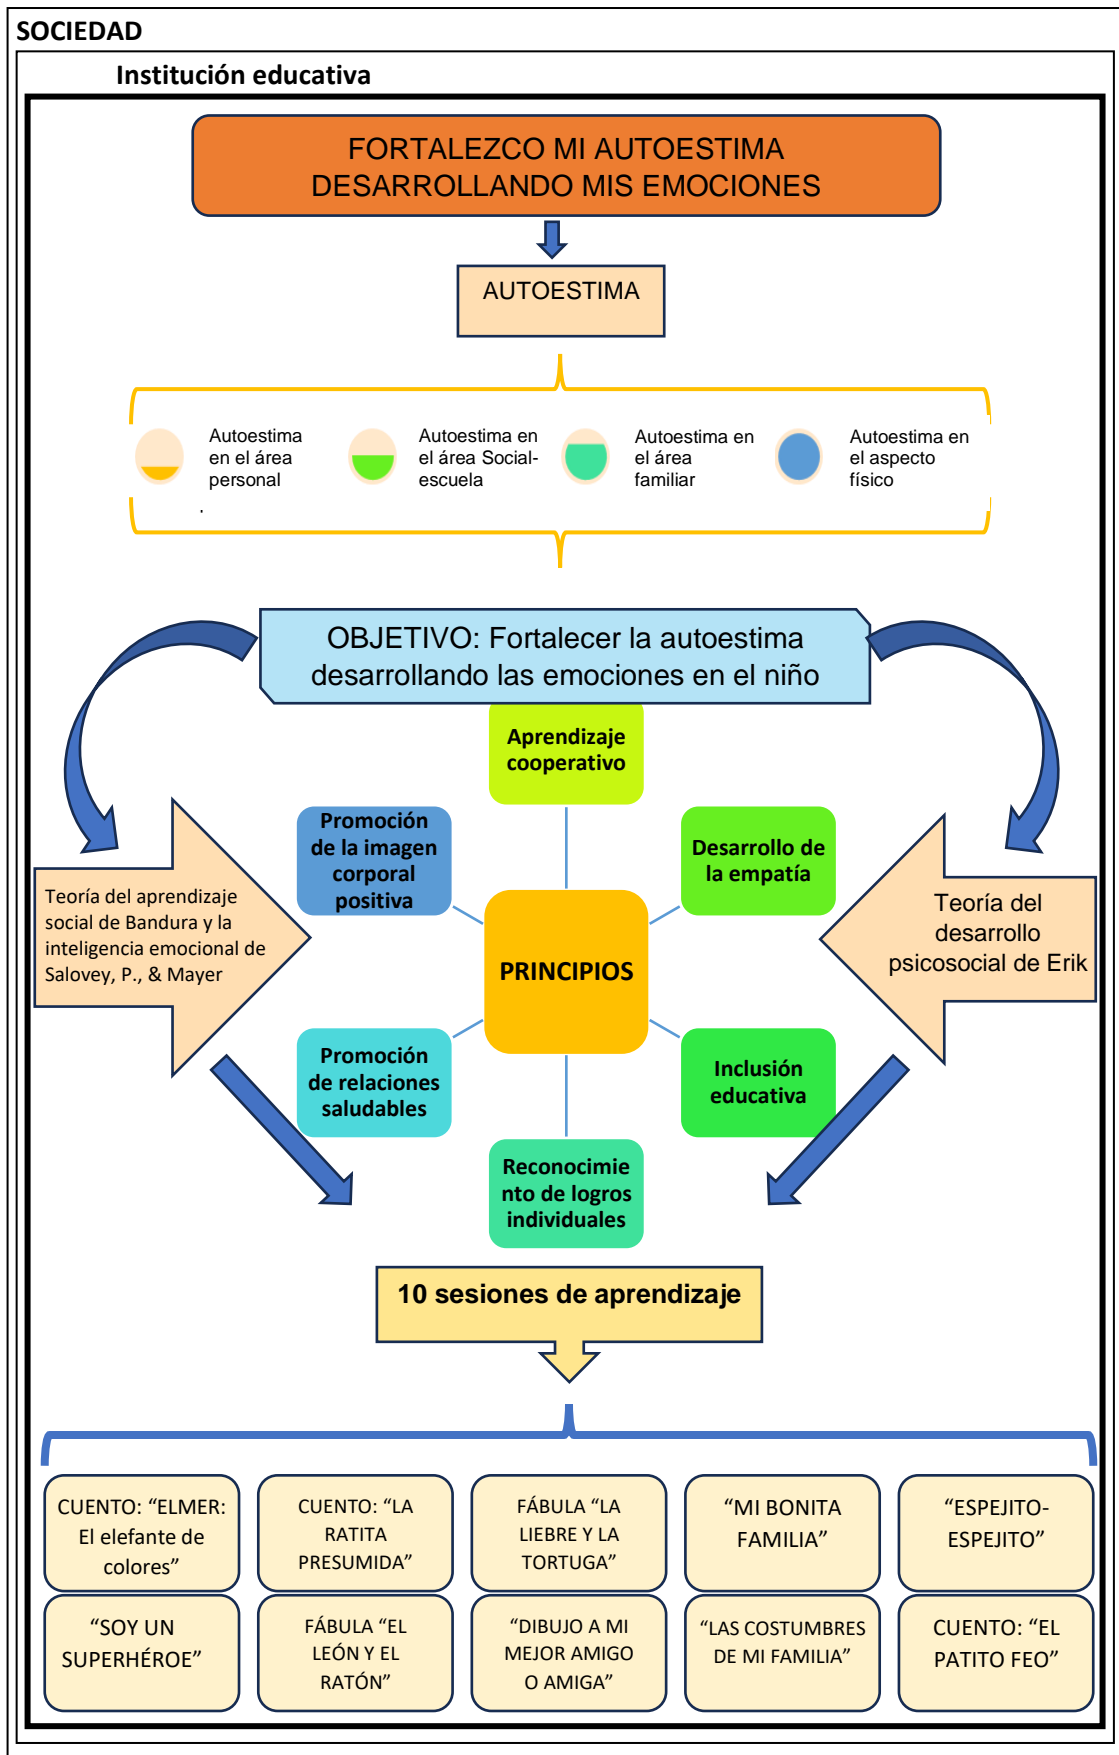 SOCIEDAD
Institución educativa
FORTALEZCO MI AUTOESTIMA
DESARROLLANDO MIS EMOCIONES
AUTOESTIMA
Autoestima
en el área
personal
.
Autoestima en
el área Social-
escuela
Autoestima en
el área
familiar
Autoestima en
el aspecto
físico
OBJETIVO: Fortalecer la autoestima
desarrollando las emociones en el niño
Aprendizaje
cooperativo
Promoción
de la imagen
corporal
positiva
Desarrollo de
la empatía
Teoría del aprendizaje
social de Bandura y la
inteligencia emocional de
Salovey, P., & Mayer
PRINCIPIOS
Teoría del
desarrollo
psicosocial de Erik
Promoción
de relaciones
saludables
Inclusión
educativa
Reconocimie
nto de logros
individuales
10 sesiones de aprendizaje
CUENTO: “ELMER:
El elefante de
colores”
CUENTO: “LA
RATITA
PRESUMIDA”
FÁBULA “LA
LIEBRE Y LA
TORTUGA”
“MI BONITA
FAMILIA”
“ESPEJITO-
ESPEJITO”
“SOY UN
SUPERHÉROE”
FÁBULA “EL
LEÓN Y EL
RATÓN”
“DIBUJO A MI
MEJOR AMIGO
O AMIGA”
“LAS COSTUMBRES
DE MI FAMILIA”
CUENTO: “EL
PATITO FEO”